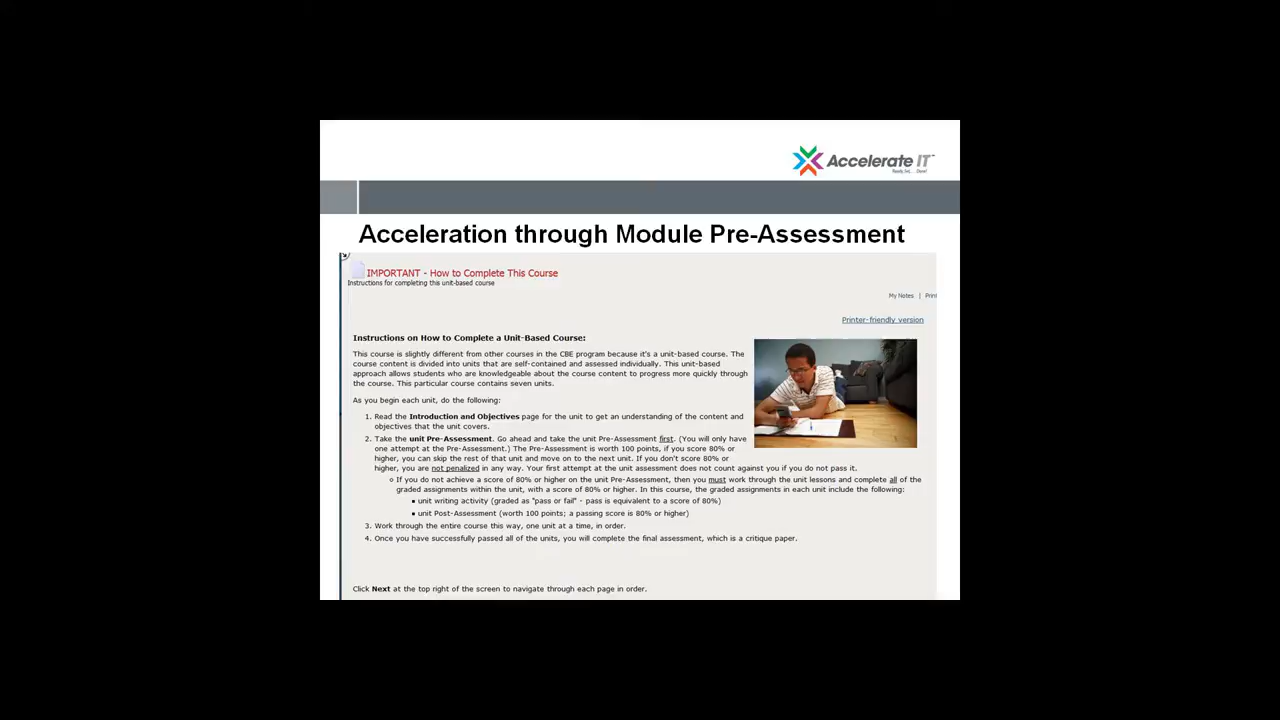 Accelerate IT™
Ready, Set, ... Done!
Acceleration through Module Pre-Assessment
IMPORTANT - How to Complete This Course
Instructions for completing this unit-based course
My Notes | Print
Printer-friendly version
Instructions on How to Complete a Unit-Based Course:
This course is slightly different from other courses in the CBE program because it's a unit-based course. The
course content is divided into units that are self-contained and assessed individually. This unit-based
approach allows students who are knowledgeable about the course content to progress more quickly through
the course. This particular course contains seven units.
As you begin each unit, do the following:
1. Read the Introduction and Objectives page for the unit to get an understanding of the content and
objectives that the unit covers.
2. Take the unit Pre-Assessment. Go ahead and take the unit Pre-Assessment first. (You will only have
one attempt at the Pre-Assessment.) The Pre-Assessment is worth 100 points, if you score 80% or
higher, you can skip the rest of that unit and move on to the next unit. If you don't score 80% or
higher, you are not penalized in any way. Your first attempt at the unit assessment does not count against you if you do not pass it.
If you do not achieve a score of 80% or higher on the unit Pre-Assessment, then you must work through the unit lessons and complete all of the
graded assignments within the unit, with a score of 80% or higher. In this course, the graded assignments in each unit include the following:
unit writing activity (graded as "pass or fail" - pass is equivalent to a score of 80%)
unit Post-Assessment (worth 100 points; a passing score is 80% or higher)
3. Work through the entire course this way, one unit at a time, in order.
4. Once you have successfully passed all of the units, you will complete the final assessment, which is a critique paper.
Click Next at the top right of the screen to navigate through each page in order.